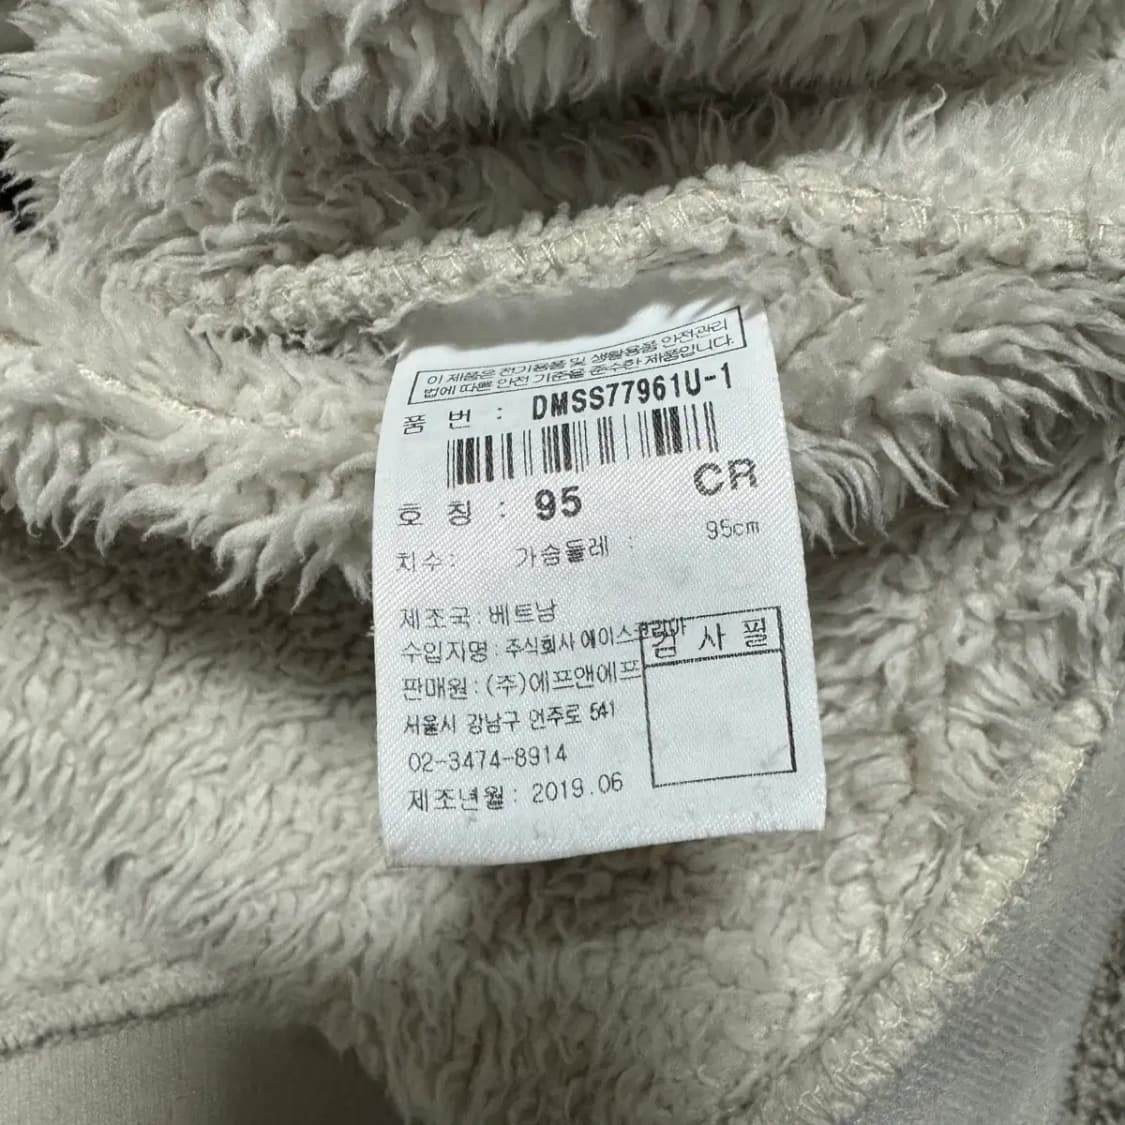 이 제품은 전기용품 및 생활용품 안전관리
법에 따른 안전 기준을 준수한 제품입니다.
품 번 : DMSS77961U-1
호 칭 : 95 CR
치수: 가슴둘레 : 95cm
제조국:베트남
수입자명:주식회사 에이스코리아
검 사 필
판매원:(주)에프앤에프
서울시 강남구 언주로 541
02-3474-8914
제조년월: 2019.06